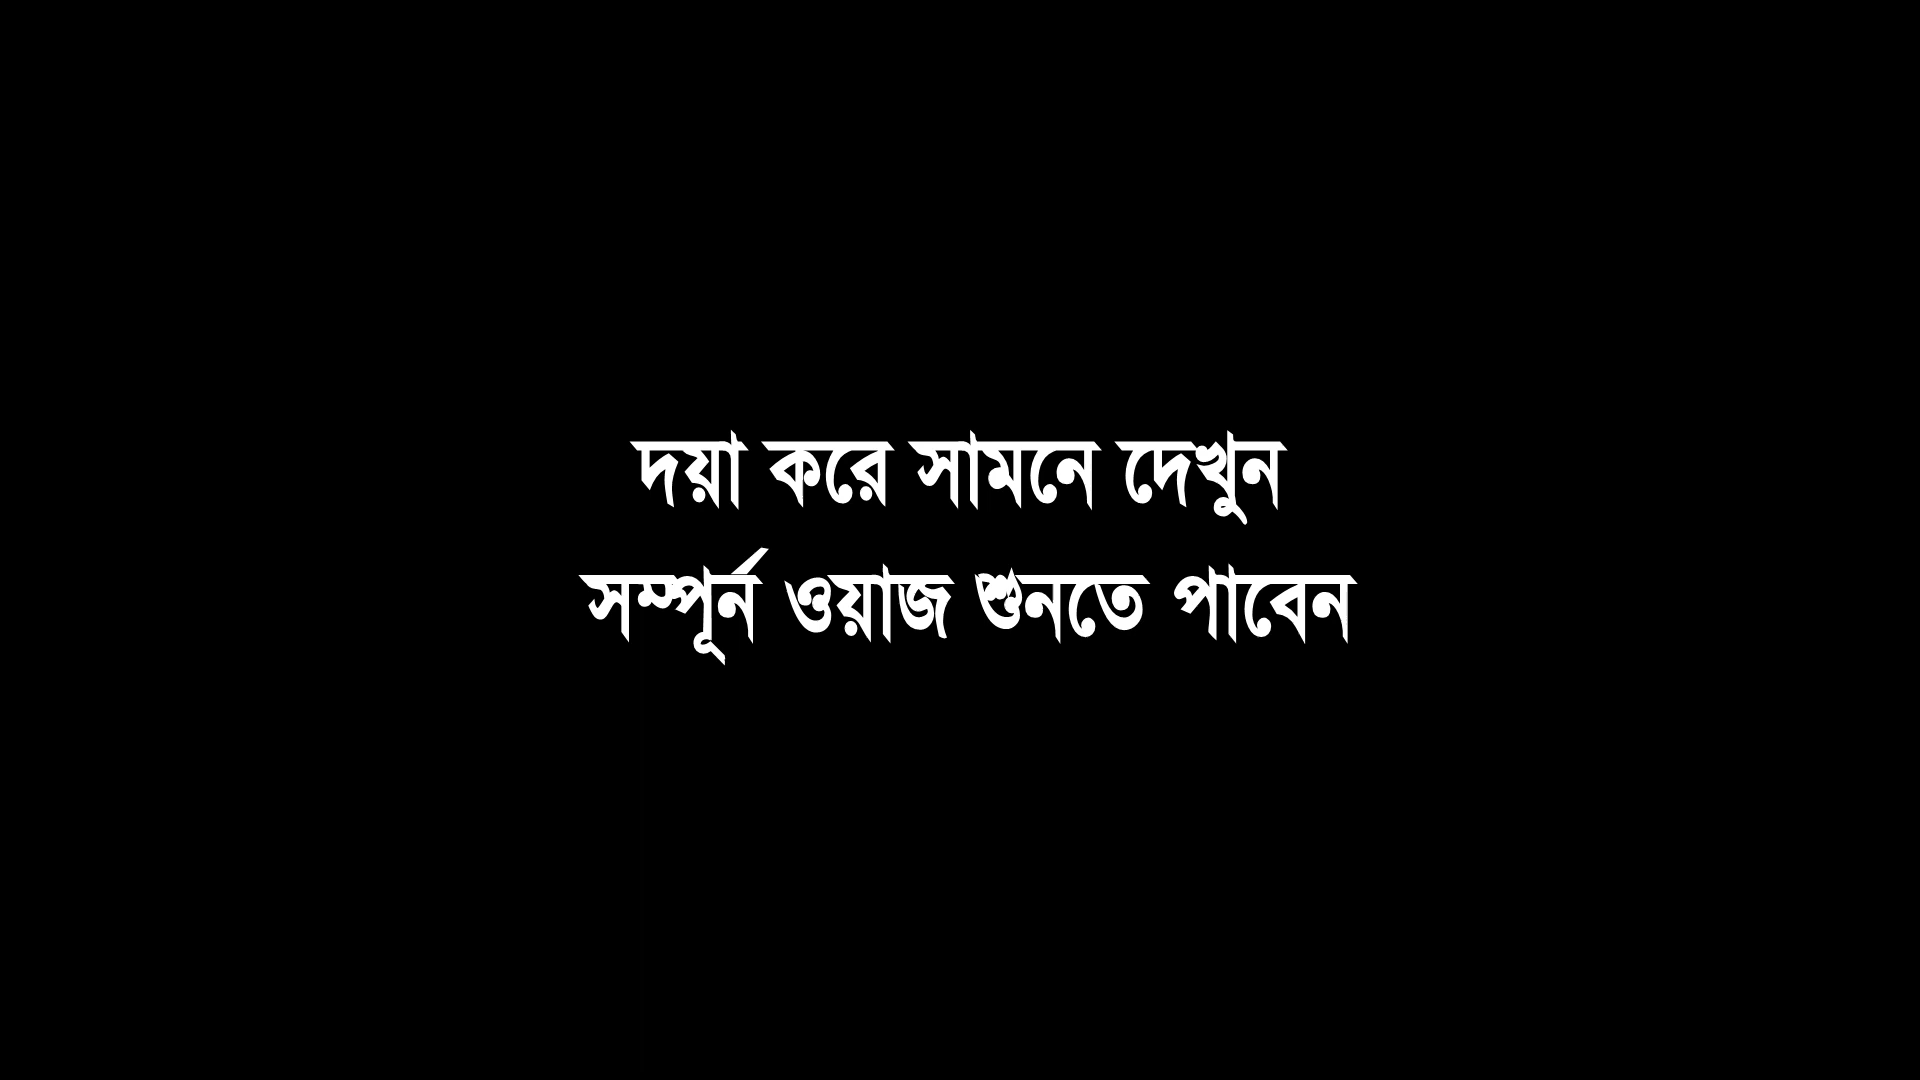 দয়া করে সামনে দেখুন
সম্পূর্ন ওয়াজ শুনতে পাবেন